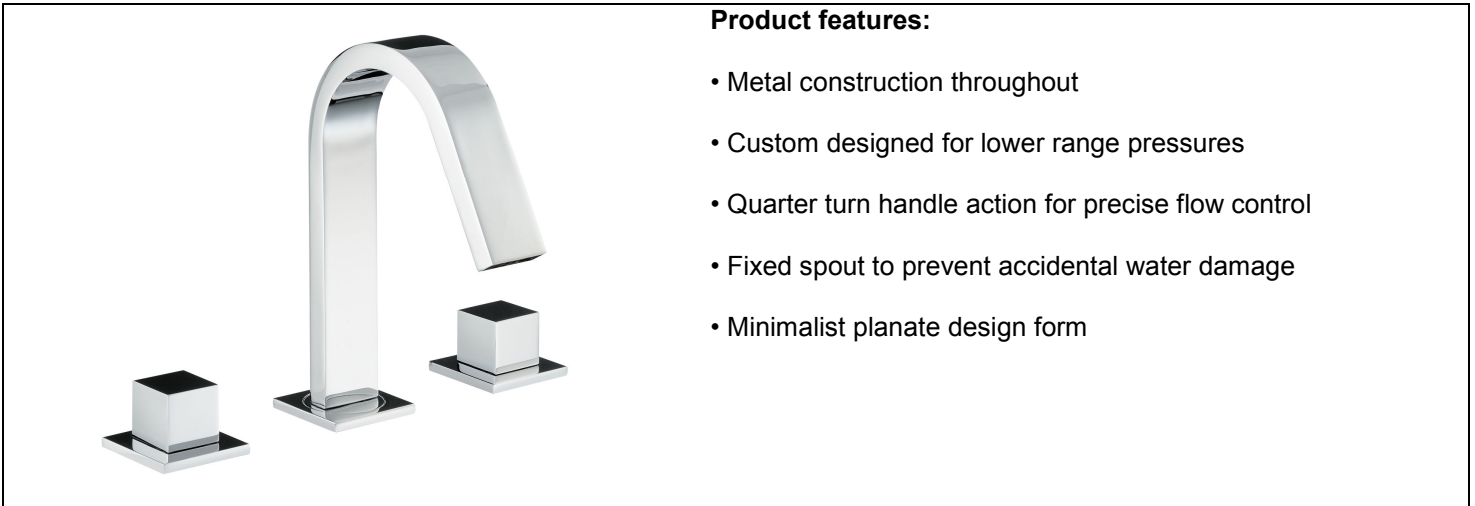 Product features:
• Metal construction throughout
• Custom designed for lower range pressures
• Quarter turn handle action for precise flow control
• Fixed spout to prevent accidental water damage
• Minimalist planate design form